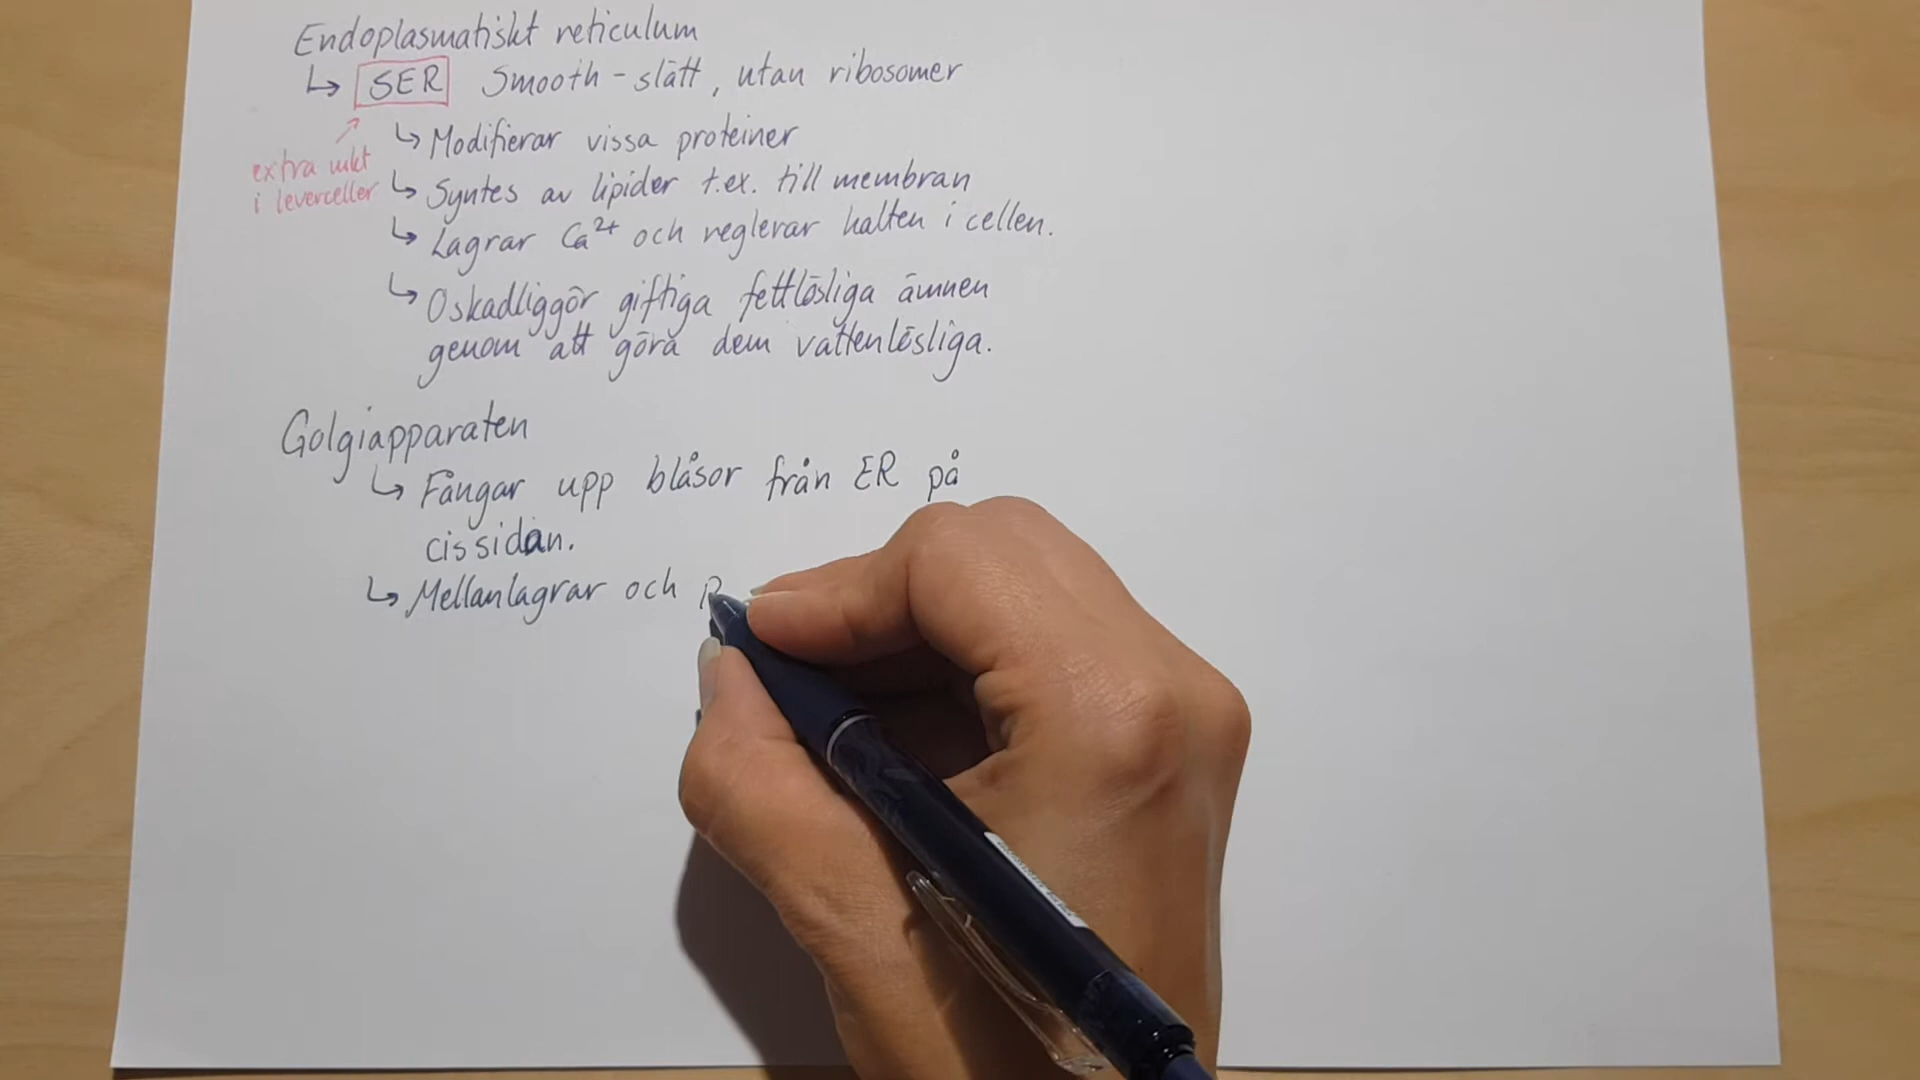 Endoplasmatiskt reticulum
↳ SER Smooth - slätt, utan ribosomer
↳ Modifierar vissa proteiner
extra mkt
i leverceller
↳ Syntes av lipider t.ex. till membran
↳ Lagrar Ca²⁺ och reglerar halten i cellen.
↳ Oskadliggör giftiga fettlösliga ämnen
genom att göra dem vattenlösliga.
Golgiapparaten
↳ Fångar upp blåsor från ER på
cissidan.
↳ Mellanlagrar och